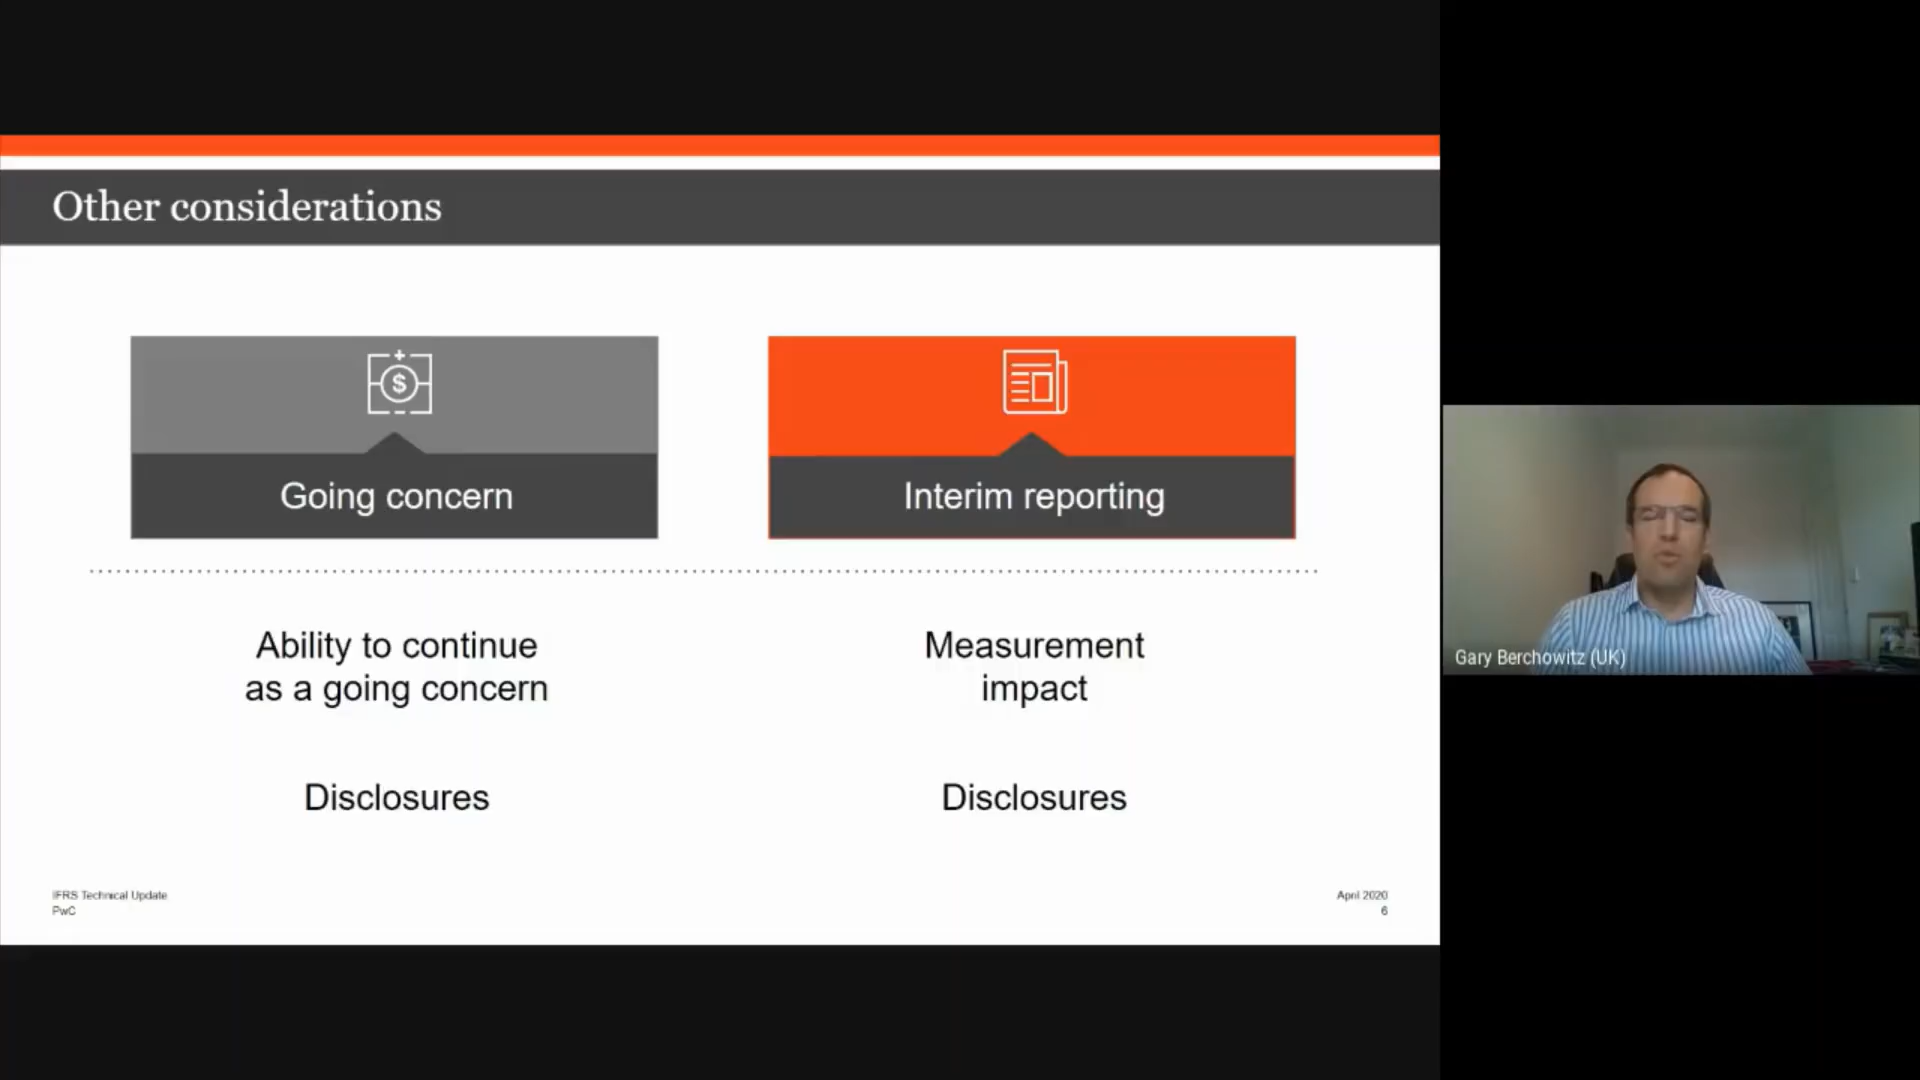 Other considerations
$
Going concern
Interim reporting
Ability to continue
as a going concern
Measurement
impact
Disclosures
Disclosures
IFRS Technical Update
PwC
April 2020
6
Gary Berchowitz (UK)